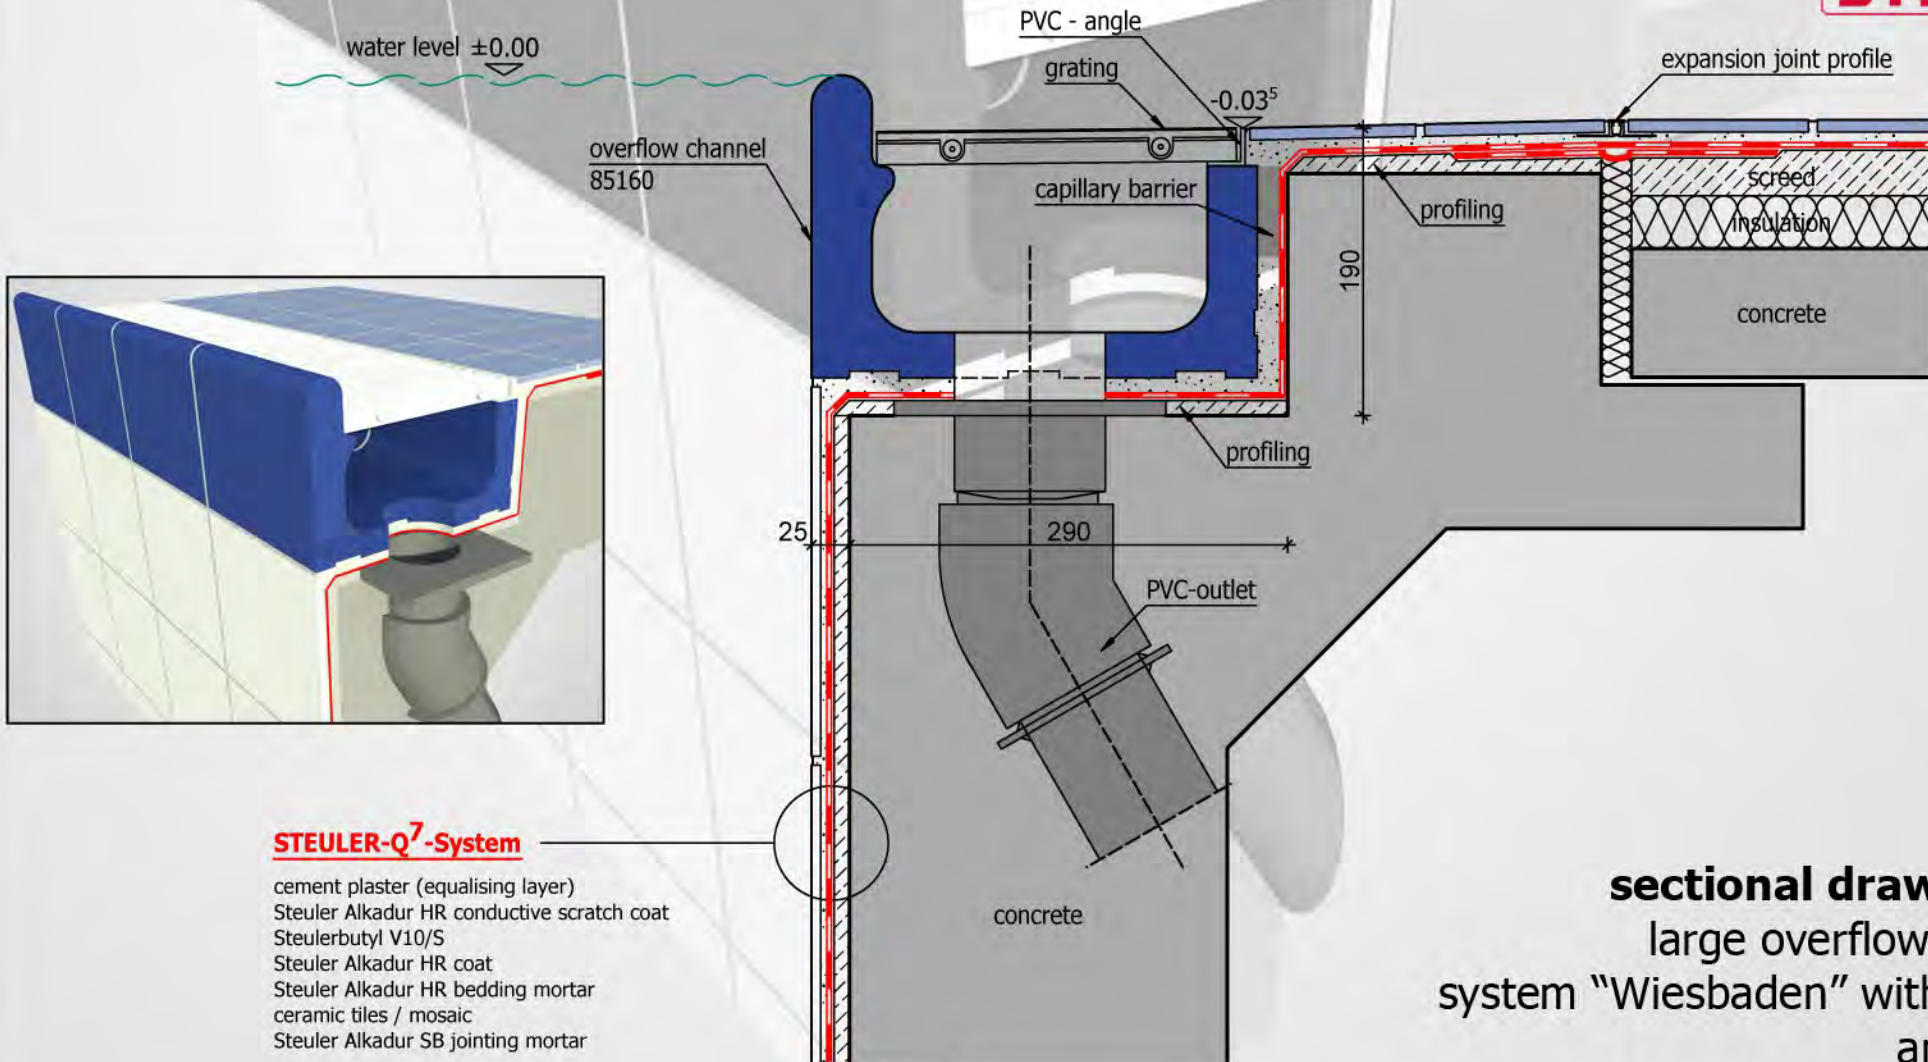 PVC - angle
water level ±0.00
grating
expansion joint profile
-0.03⁵
overflow channel
85160
capillary barrier
profiling
screed
insulation
190
concrete
profiling
25
290
PVC-outlet
STEULER-Q⁷-System
cement plaster (equalising layer)
Steuler Alkadur HR conductive scratch coat
Steulerbutyl V10/S
Steuler Alkadur HR coat
Steuler Alkadur HR bedding mortar
ceramic tiles / mosaic
Steuler Alkadur SB jointing mortar
concrete
sectional draw
large overflow
system “Wiesbaden” with